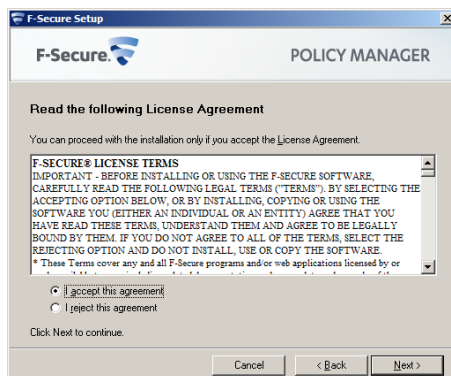 F-Secure Setup
F-Secure.
POLICY MANAGER
Read the following License Agreement
You can proceed with the installation only if you accept the License Agreement.
F-SECURE® LICENSE TERMS
IMPORTANT - BEFORE INSTALLING OR USING THE F-SECURE SOFTWARE,
CAREFULLY READ THE FOLLOWING LEGAL TERMS ("TERMS"). BY SELECTING THE
ACCEPTING OPTION BELOW, OR BY INSTALLING, COPYING OR USING THE
SOFTWARE YOU (EITHER AN INDIVIDUAL OR AN ENTITY) AGREE THAT YOU
HAVE READ THESE TERMS, UNDERSTAND THEM AND AGREE TO BE LEGALLY
BOUND BY THEM. IF YOU DO NOT AGREE TO ALL OF THE TERMS, SELECT THE
REJECTING OPTION AND DO NOT INSTALL, USE OR COPY THE SOFTWARE.
* These Terms cover any and all F-Secure programs and/or web applications licensed by or
I accept this agreement
I reject this agreement
Click Next to continue.
Cancel
< Back
Next >